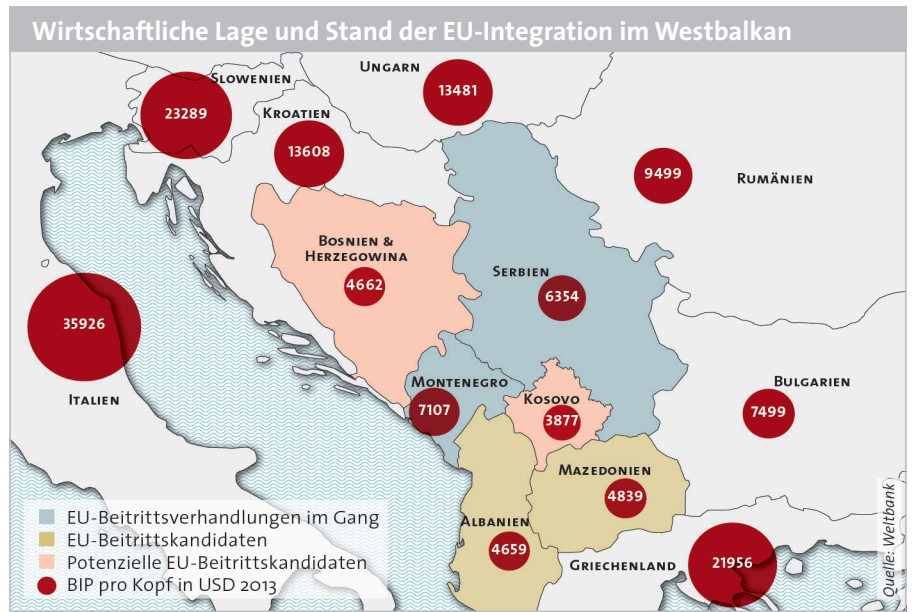 Wirtschaftliche Lage und Stand der EU-Integration im Westbalkan
Ungarn
13481
Slowenien
23289
Kroatien
13608
9499
Rumänien
Bosnien &
Herzegowina
4662
Serbien
6354
35926
Italien
Montenegro
7107
Kosovo
3877
Bulgarien
7499
Mazedonien
4839
Albanien
4659
Griechenland
21956
EU-Beitrittsverhandlungen im Gang
EU-Beitrittskandidaten
Potenzielle EU-Beitrittskandidaten
BIP pro Kopf in USD 2013
Quelle: Weltbank